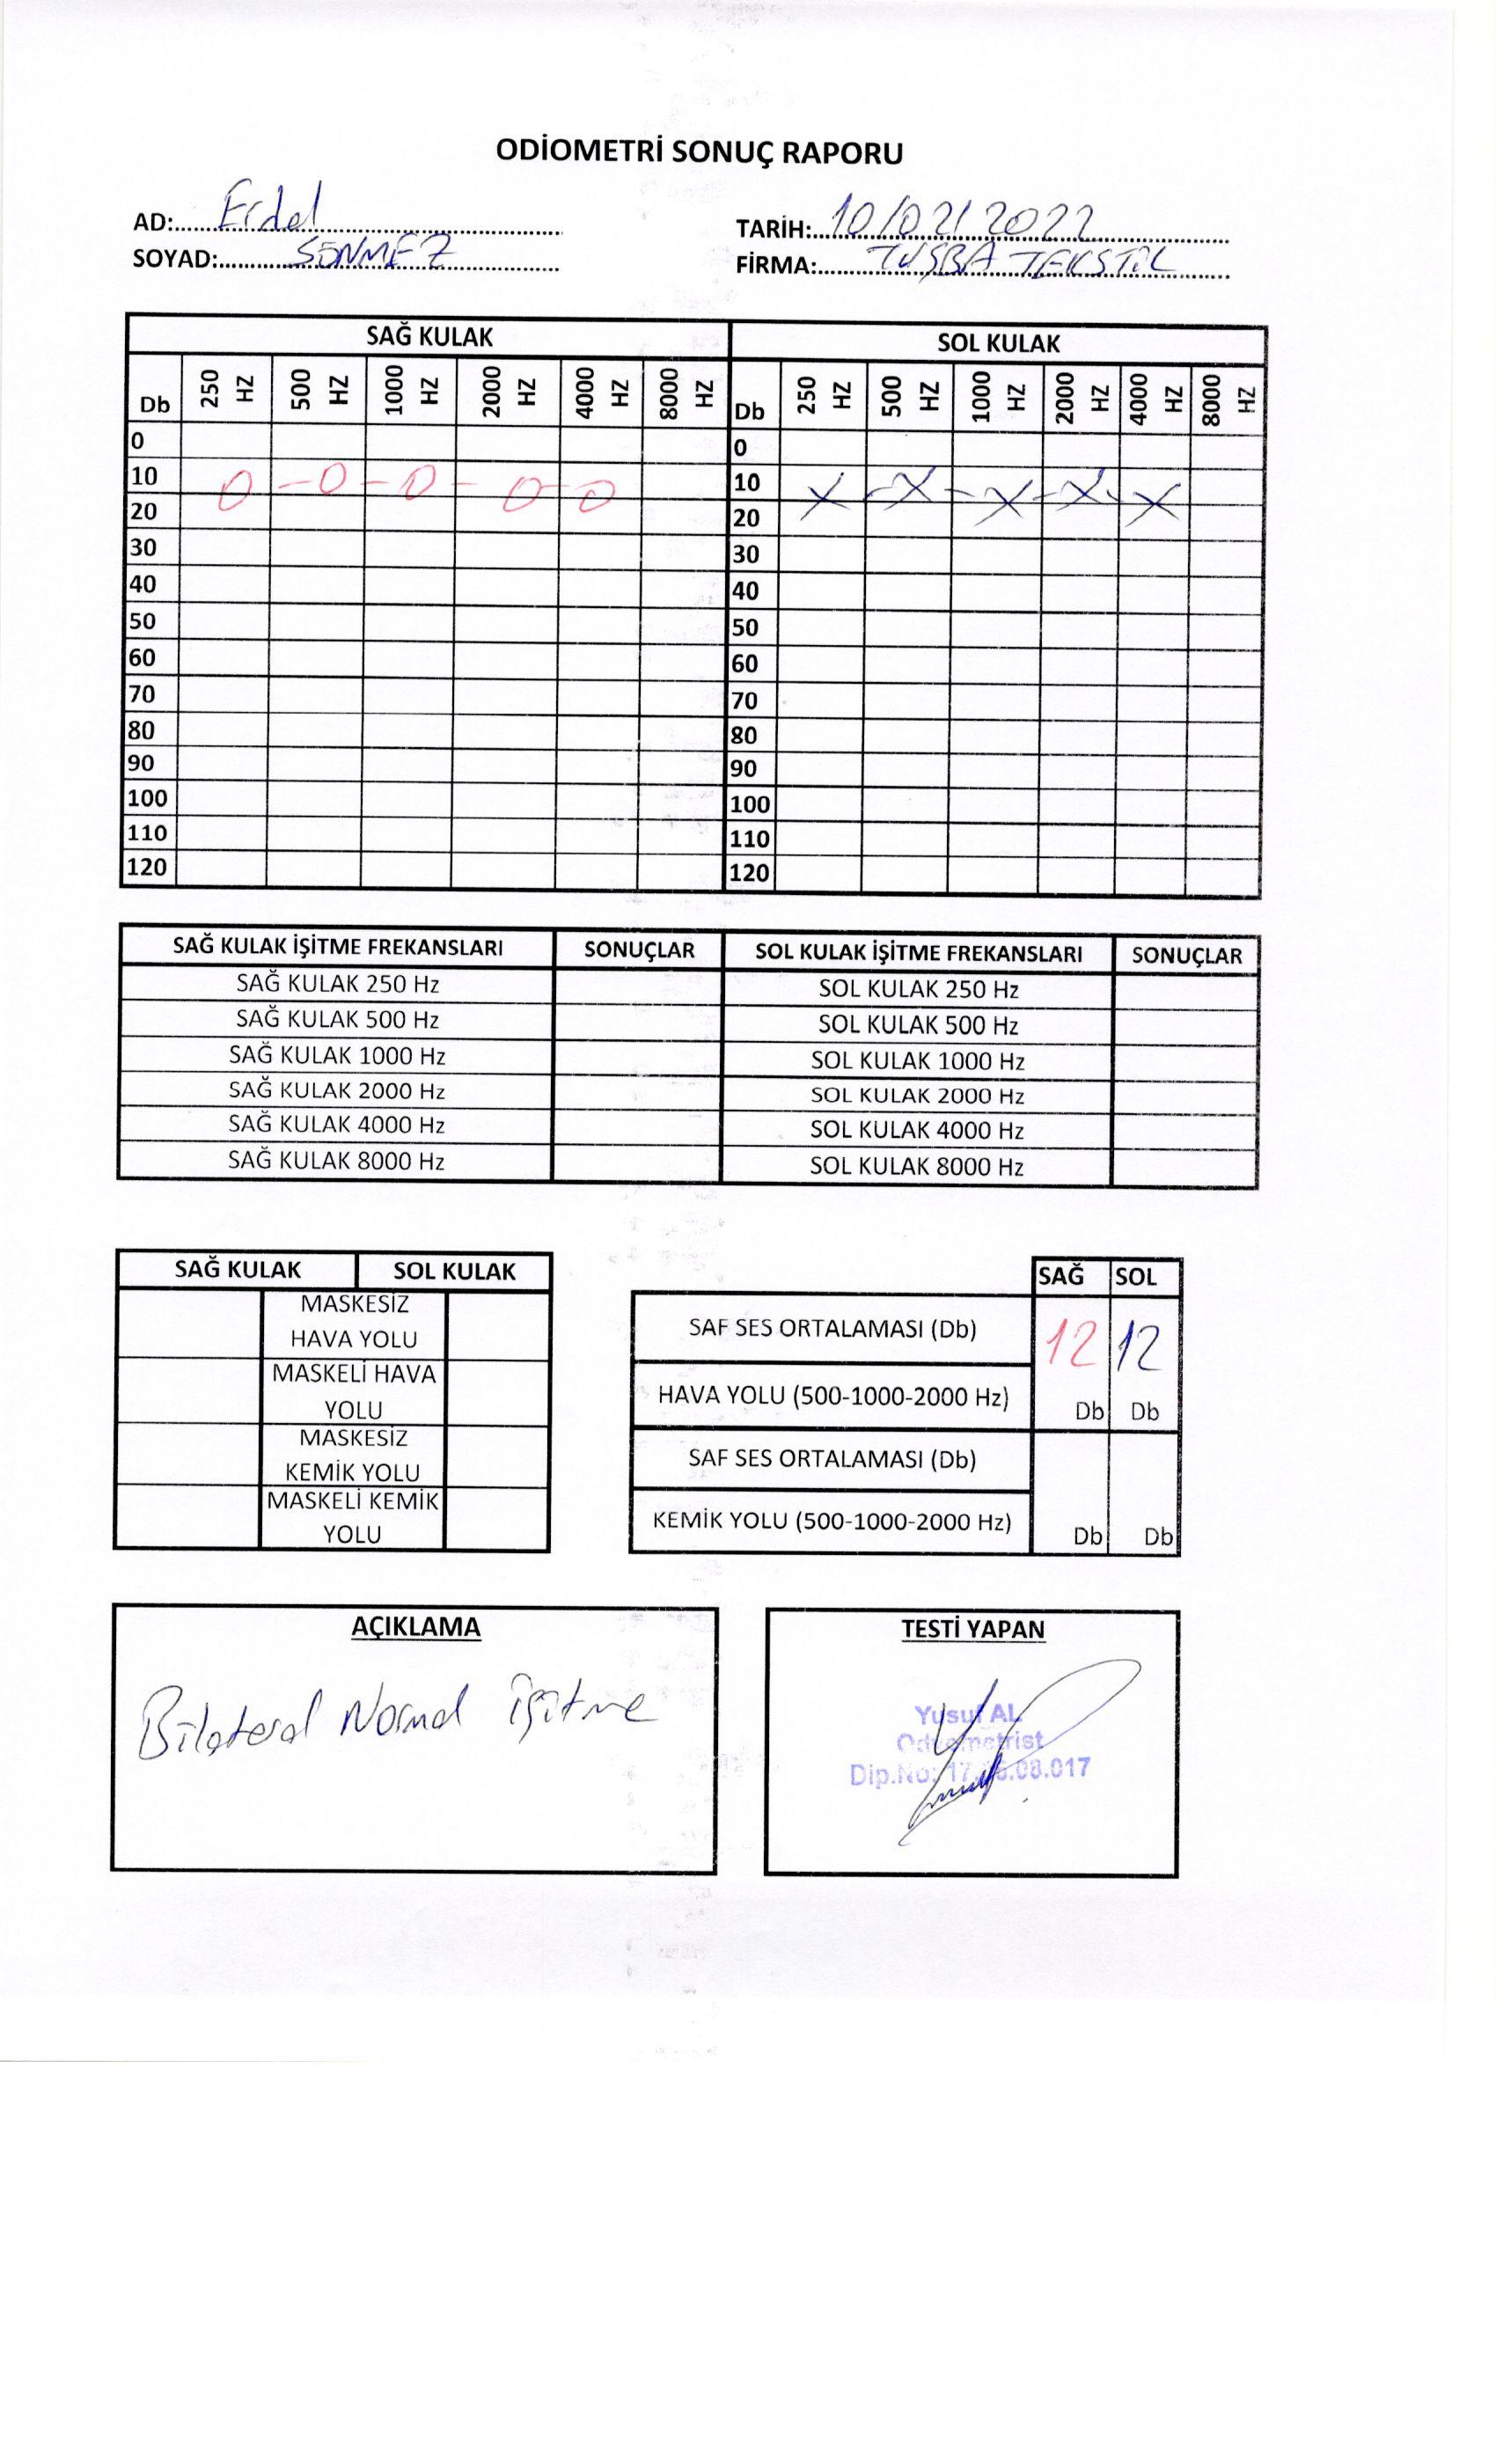 ODİOMETRİ SONUÇ RAPORU
AD: Erdal
TARİH: 10/02/2022
SOYAD: SÖNMEZ
FİRMA: TUŞBA TEKSTİL
SAĞ KULAK SOL KULAK
Db 250 HZ 500 HZ 1000 HZ 2000 HZ 4000 HZ 8000 HZ Db 250 HZ 500 HZ 1000 HZ 2000 HZ 4000 HZ 8000 HZ
0 0
10 O - O - O - O - O 10 X - X - X - X - X
20 20
30 30
40 40
50 50
60 60
70 70
80 80
90 90
100 100
110 110
120 120
SAĞ KULAK İŞİTME FREKANSLARI SONUÇLAR SOL KULAK İŞİTME FREKANSLARI SONUÇLAR
SAĞ KULAK 250 Hz SOL KULAK 250 Hz
SAĞ KULAK 500 Hz SOL KULAK 500 Hz
SAĞ KULAK 1000 Hz SOL KULAK 1000 Hz
SAĞ KULAK 2000 Hz SOL KULAK 2000 Hz
SAĞ KULAK 4000 Hz SOL KULAK 4000 Hz
SAĞ KULAK 8000 Hz SOL KULAK 8000 Hz
SAĞ KULAK SOL KULAK
MASKESİZ
HAVA YOLU
MASKELİ HAVA
YOLU
MASKESİZ
KEMİK YOLU
MASKELİ KEMİK
YOLU
SAĞ SOL
SAF SES ORTALAMASI (Db) 12 12
HAVA YOLU (500-1000-2000 Hz) Db Db
SAF SES ORTALAMASI (Db)
KEMİK YOLU (500-1000-2000 Hz) Db Db
AÇIKLAMA
Bilateral Normal işitme
TESTİ YAPAN
Yusuf AL
Odyometrist
Dip.No: